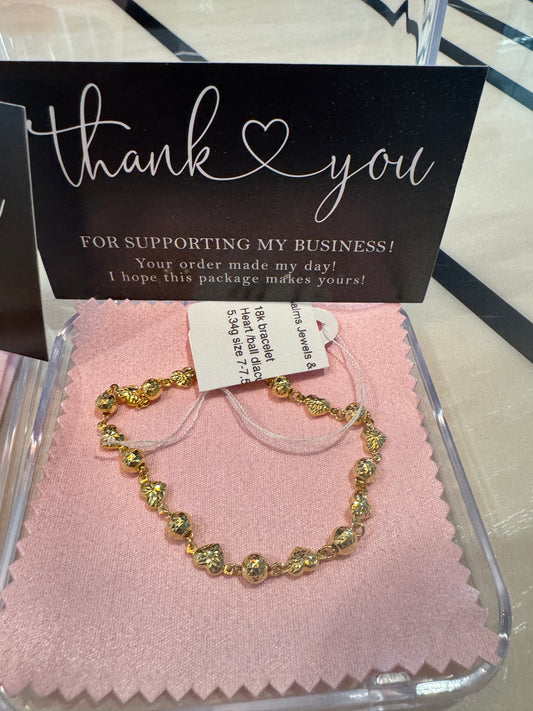 thank you
FOR SUPPORTING MY BUSINESS!
Your order made my day!
I hope this package makes yours!
Jewels &
18k bracelet
Heart /ball
5.34g size 7-7.5